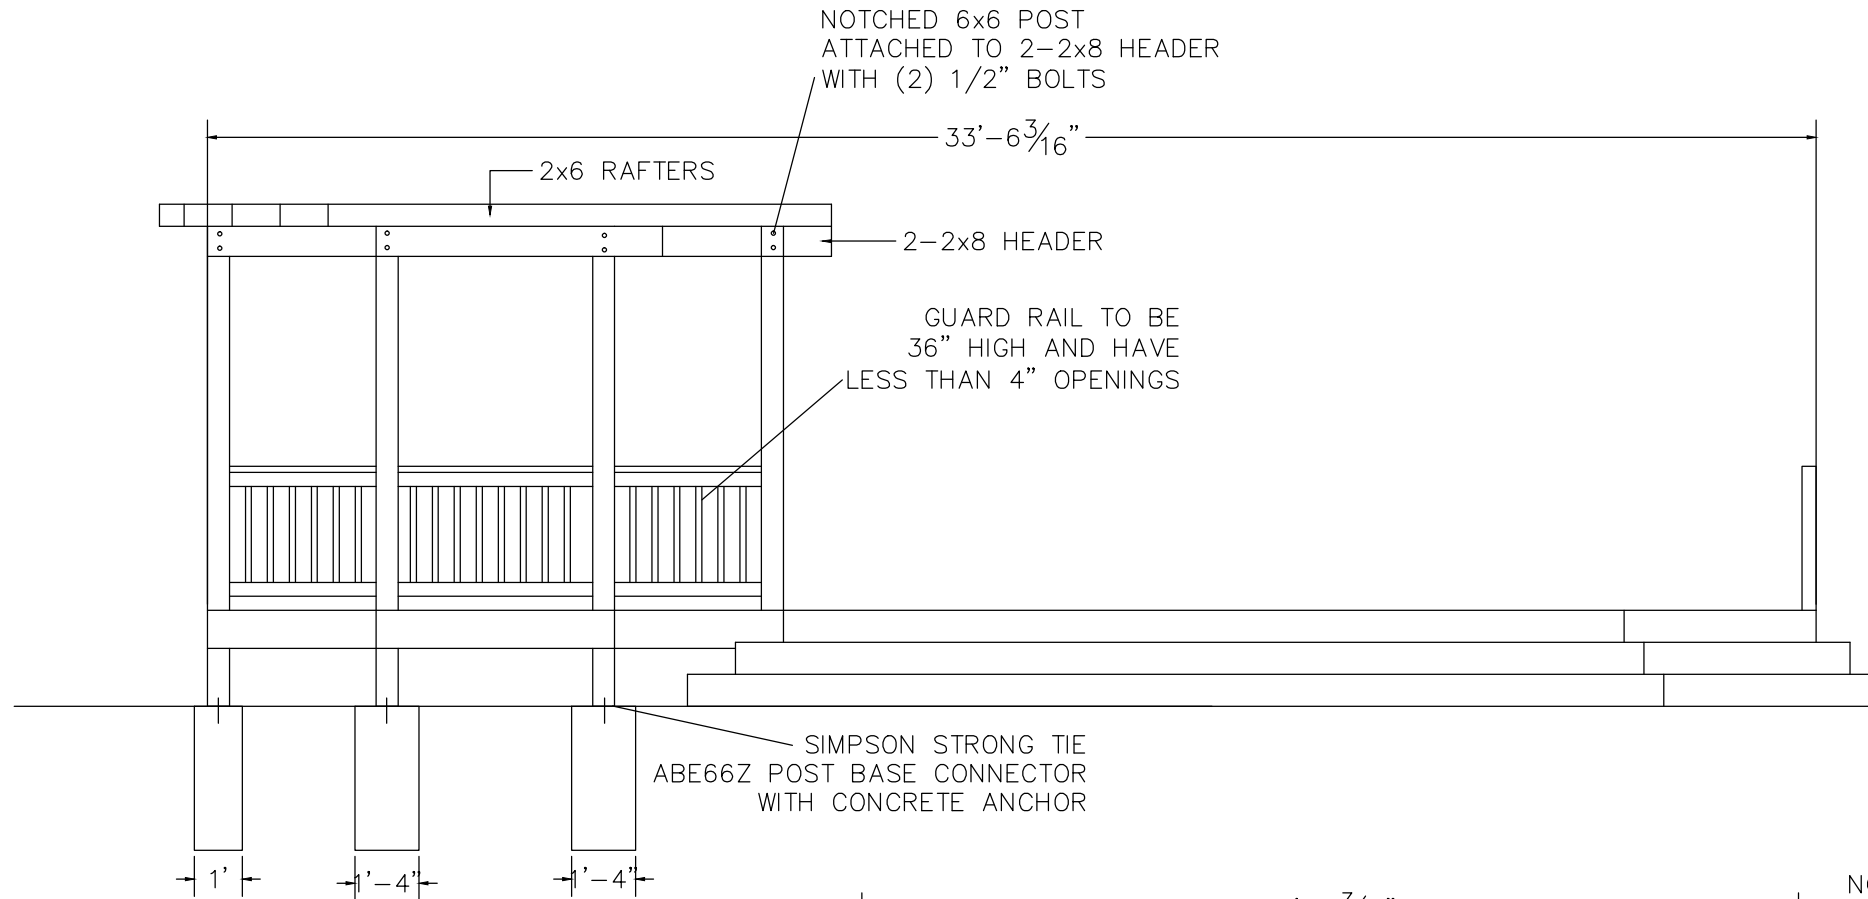 NOTCHED 6x6 POST
ATTACHED TO 2-2x8 HEADER
WITH (2) 1/2" BOLTS
33'-6 3/16"
2x6 RAFTERS
2-2x8 HEADER
GUARD RAIL TO BE
36" HIGH AND HAVE
LESS THAN 4" OPENINGS
SIMPSON STRONG TIE
ABE66Z POST BASE CONNECTOR
WITH CONCRETE ANCHOR
1'
1'-4"
1'-4"